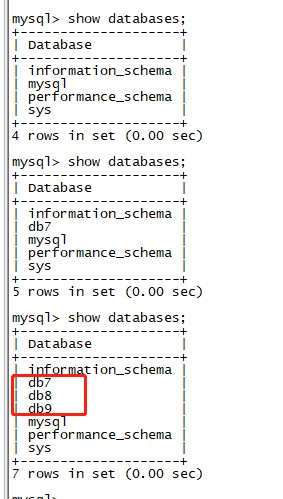 mysql> show databases;
+--------------------+
| Database           |
+--------------------+
| information_schema |
| mysql              |
| performance_schema |
| sys                |
+--------------------+
4 rows in set (0.00 sec)
mysql> show databases;
+--------------------+
| Database           |
+--------------------+
| information_schema |
| db7                |
| mysql              |
| performance_schema |
| sys                |
+--------------------+
5 rows in set (0.00 sec)
mysql> show databases;
+--------------------+
| Database           |
+--------------------+
| information_schema |
| db7                |
| db8                |
| db9                |
| mysql              |
| performance_schema |
| sys                |
+--------------------+
7 rows in set (0.00 sec)
mysql>